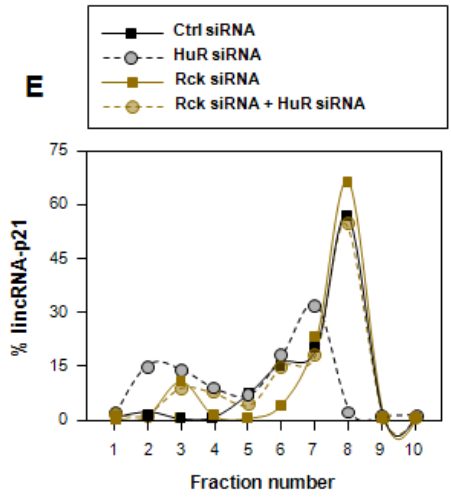 E
Ctrl siRNA
HuR siRNA
Rck siRNA
Rck siRNA + HuR siRNA
75
60
45
30
15
0
% lincRNA-p21
1 2 3 4 5 6 7 8 9 10
Fraction number